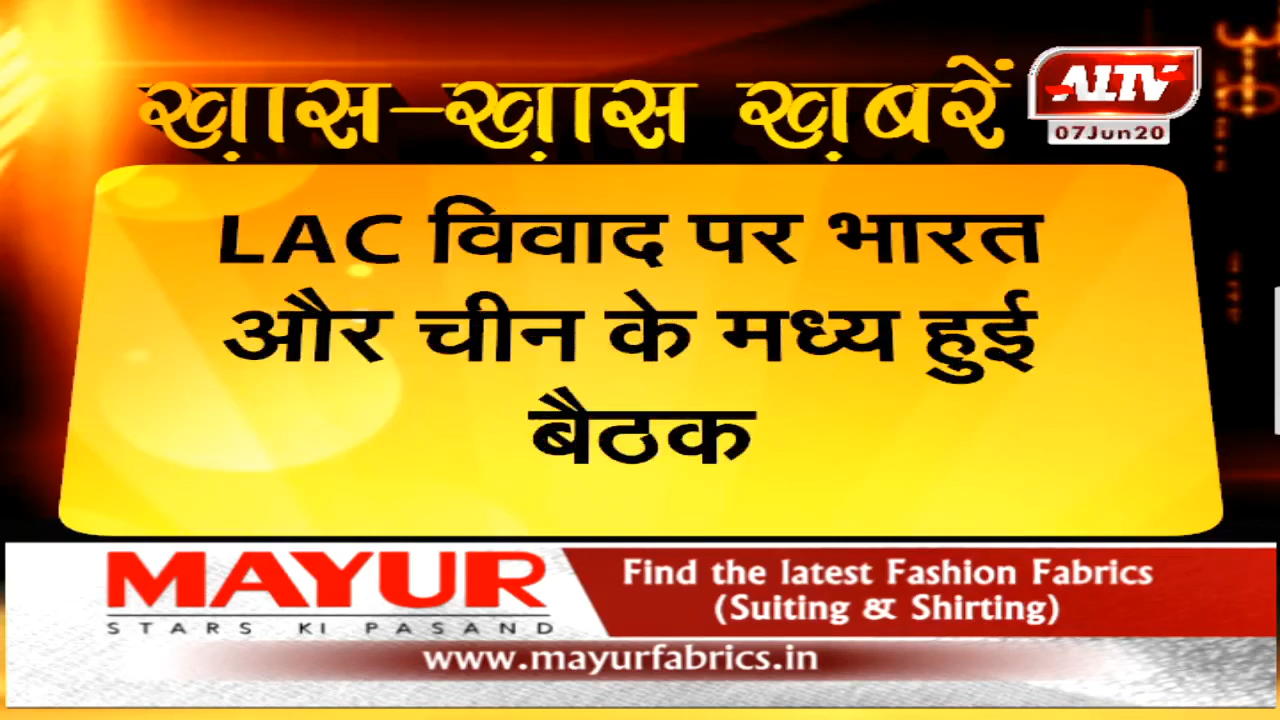 ख़ास-ख़ास ख़बरें
ALTV
07Jun20
LAC विवाद पर भारत
और चीन के मध्य हुई
बैठक
MAYUR
STARS KI PASAND
Find the latest Fashion Fabrics
(Suiting & Shirting)
www.mayurfabrics.in